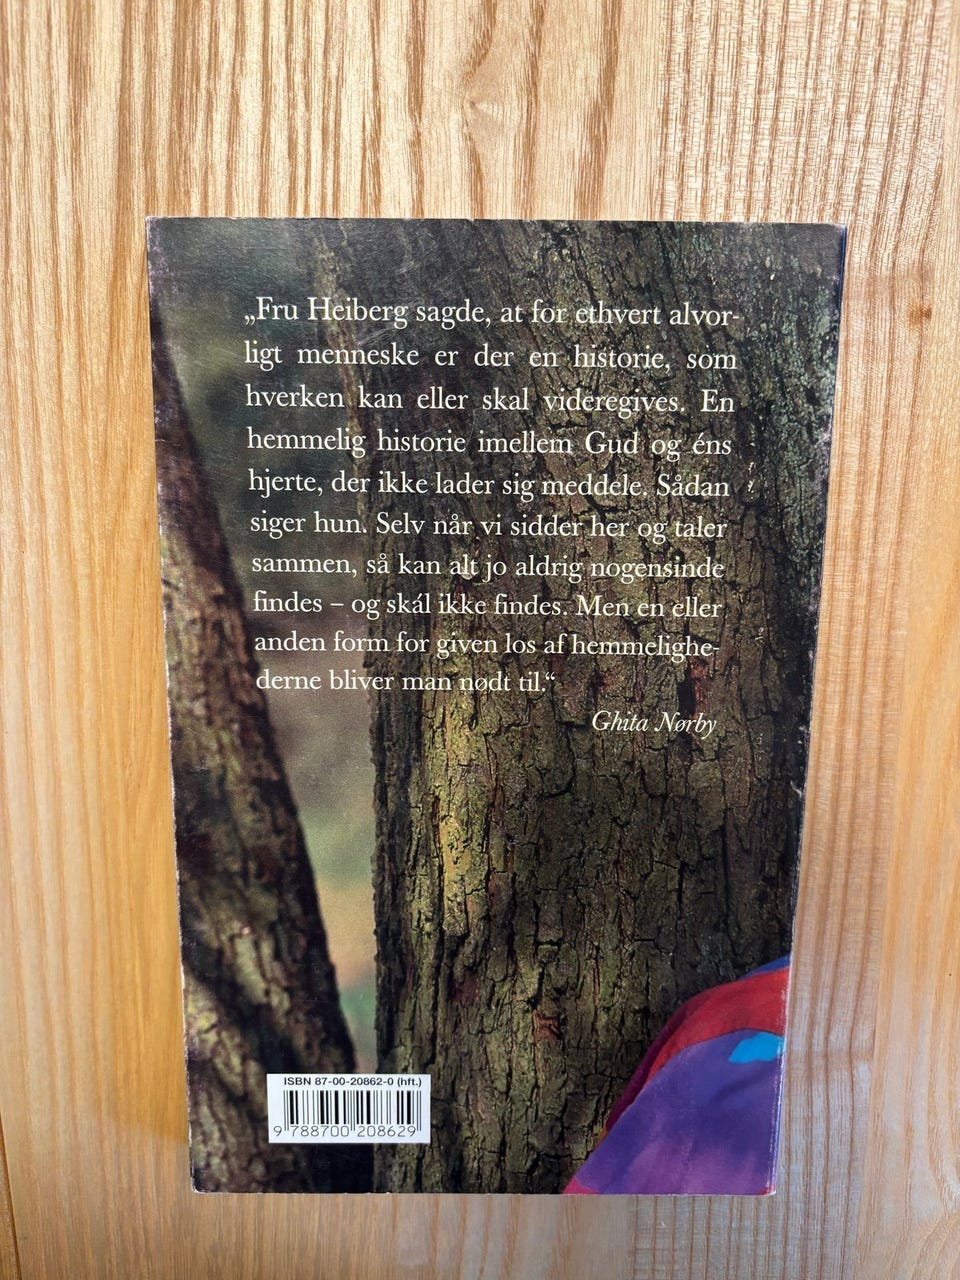 „Fru Heiberg sagde, at for ethvert alvor-
ligt menneske er der en historie, som
hverken kan eller skal videregives. En
hemmelig historie imellem Gud og éns
hjerte, der ikke lader sig meddele. Sådan
siger hun. Selv når vi sidder her og taler
sammen, så kan alt jo aldrig nogensinde
findes – og skál ikke findes. Men en eller
anden form for given los af hemmelighe-
derne bliver man nødt til.“
Ghita Nørby
ISBN 87-00-20862-0 (hft.)
9 788700 208629